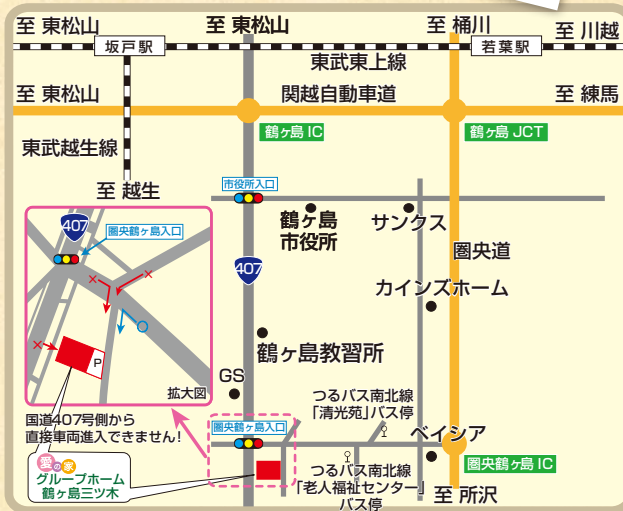 至 東松山
至 東松山
至 桶川
至 川越
坂戸駅
若葉駅
東武東上線
至 東松山
関越自動車道
至 練馬
鶴ヶ島 IC
鶴ヶ島 JCT
東武越生線
至 越生
市役所入口
鶴ヶ島
市役所
サンクス
407
圏央鶴ヶ島入口
407
圏央道
カインズホーム
鶴ヶ島教習所
P
拡大図
GS
つるバス南北線
「清光苑」バス停
国道407号側から
直接車両進入できません!
圏央鶴ヶ島入口
ベイシア
圏央鶴ヶ島 IC
愛の家
グループホーム
鶴ヶ島三ツ木
つるバス南北線
「老人福祉センター」
バス停
至 所沢